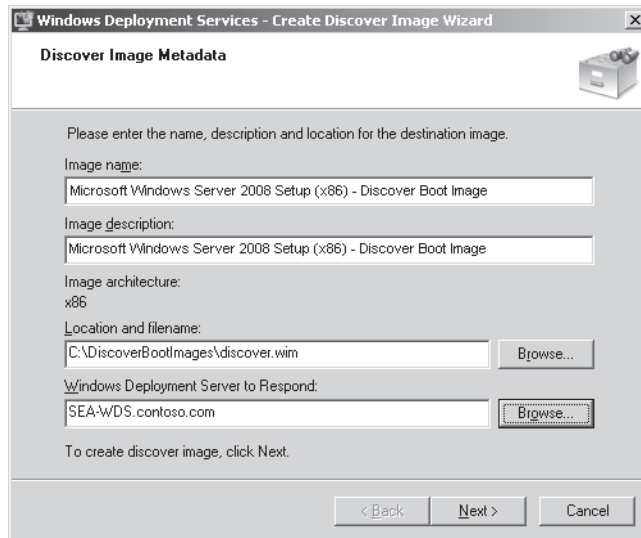 Windows Deployment Services - Create Discover Image Wizard
Discover Image Metadata
Please enter the name, description and location for the destination image.
Image name:
Microsoft Windows Server 2008 Setup (x86) - Discover Boot Image
Image description:
Microsoft Windows Server 2008 Setup (x86) - Discover Boot Image
Image architecture:
x86
Location and filename:
C:\DiscoverBootImages\discover.wim
Browse...
Windows Deployment Server to Respond:
SEA-WDS.contoso.com
Browse...
To create discover image, click Next.
< Back
Next >
Cancel